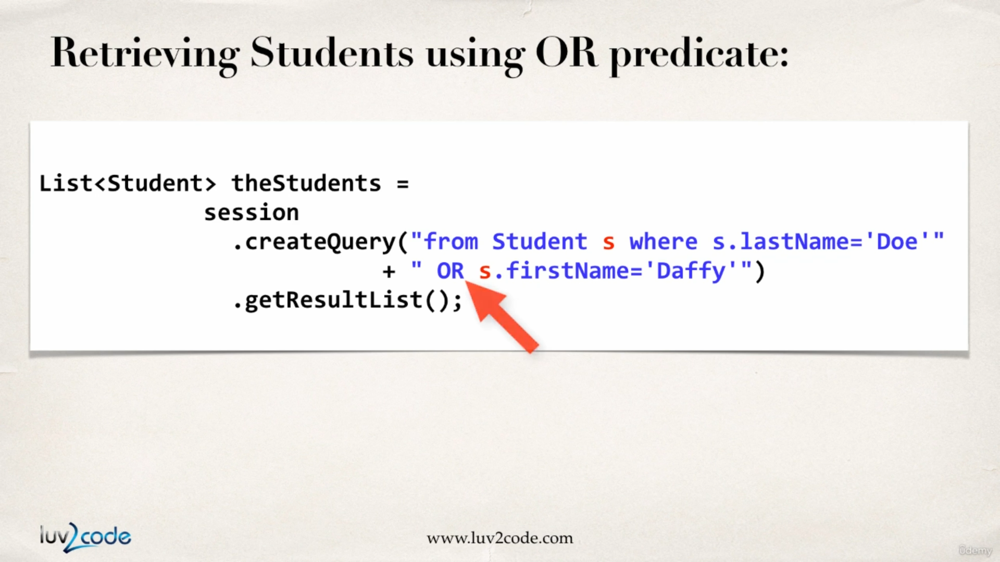 Retrieving Students using OR predicate:
List<Student> theStudents =
session
.createQuery("from Student s where s.lastName='Doe'"
+ " OR s.firstName='Daffy'")
.getResultList();
luv2code
www.luv2code.com
ûdemy